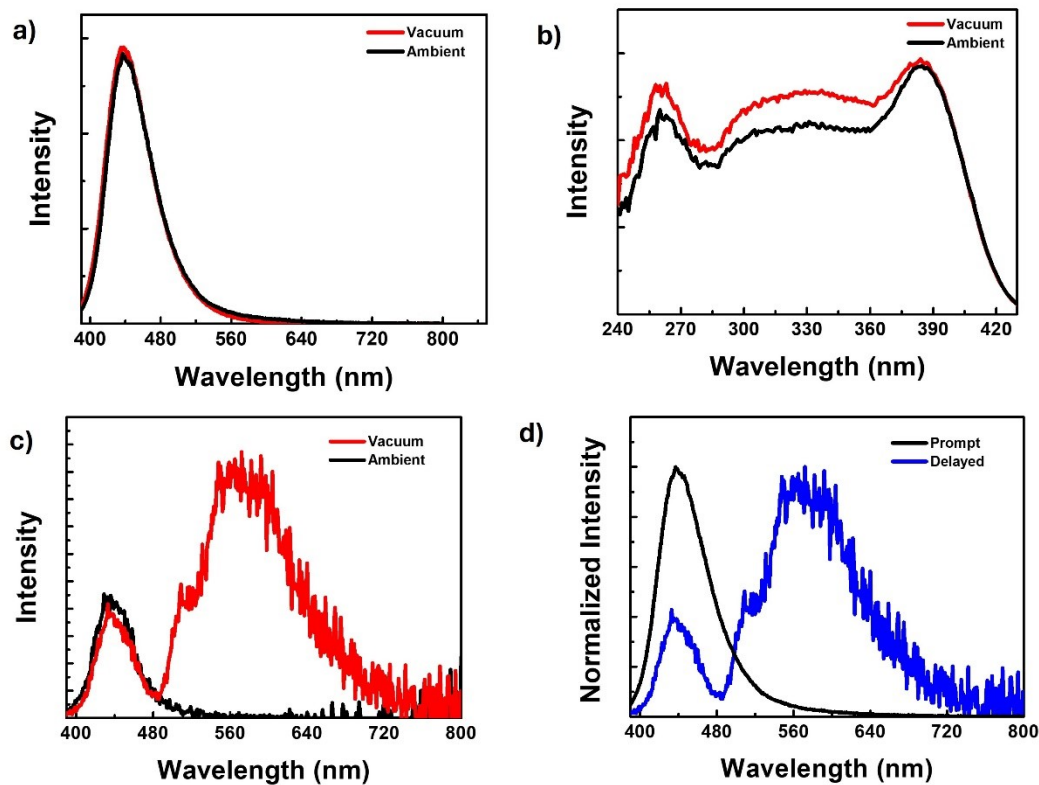 a)
Vacuum
Ambient
Intensity
400 480 560 640 720 800
Wavelength (nm)
b)
Vacuum
Ambient
Intensity
240 270 300 330 360 390 420
Wavelength (nm)
c)
Vacuum
Ambient
Intensity
400 480 560 640 720 800
Wavelength (nm)
d)
Prompt
Delayed
Normalized Intensity
400 480 560 640 720 800
Wavelength (nm)